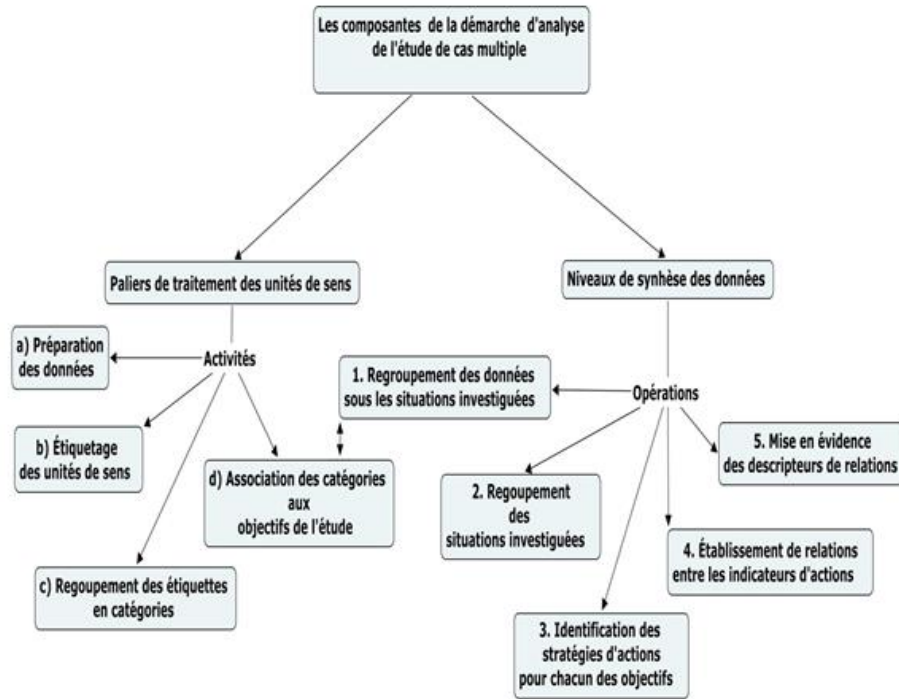 Les composantes de la démarche d'analyse
de l'étude de cas multiple
Paliers de traitement des unités de sens
Niveaux de synhèse des données
Activités
a) Préparation
des données
b) Étiquetage
des unités de sens
c) Regoupement des étiquettes
en catégories
d) Association des catégories
aux
objectifs de l'étude
Opérations
1. Regroupement des données
sous les situations investiguées
2. Regoupement
des
situations investiguées
3. Identification des
stratégies d'actions
pour chacun des objectifs
4. Établissement de relations
entre les indicateurs d'actions
5. Mise en évidence
des descripteurs de relations